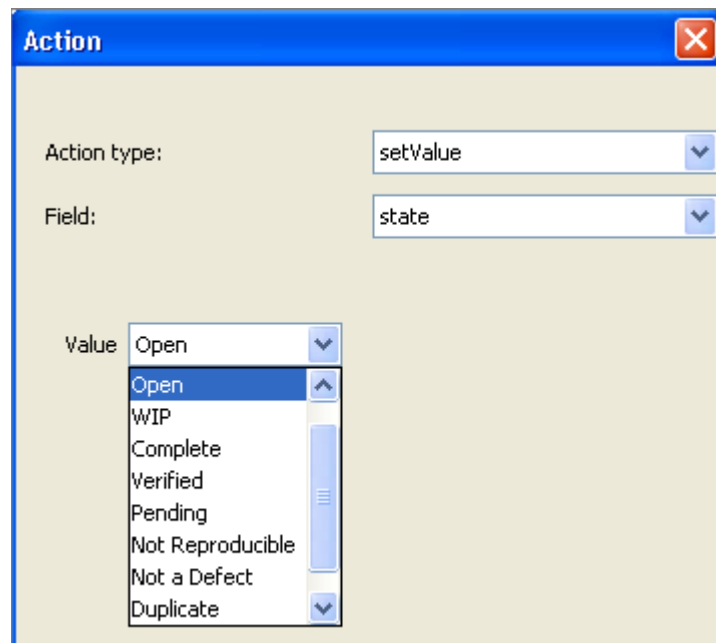 Action
Action type: setValue
Field: state
Value Open
Open
WIP
Complete
Verified
Pending
Not Reproducible
Not a Defect
Duplicate